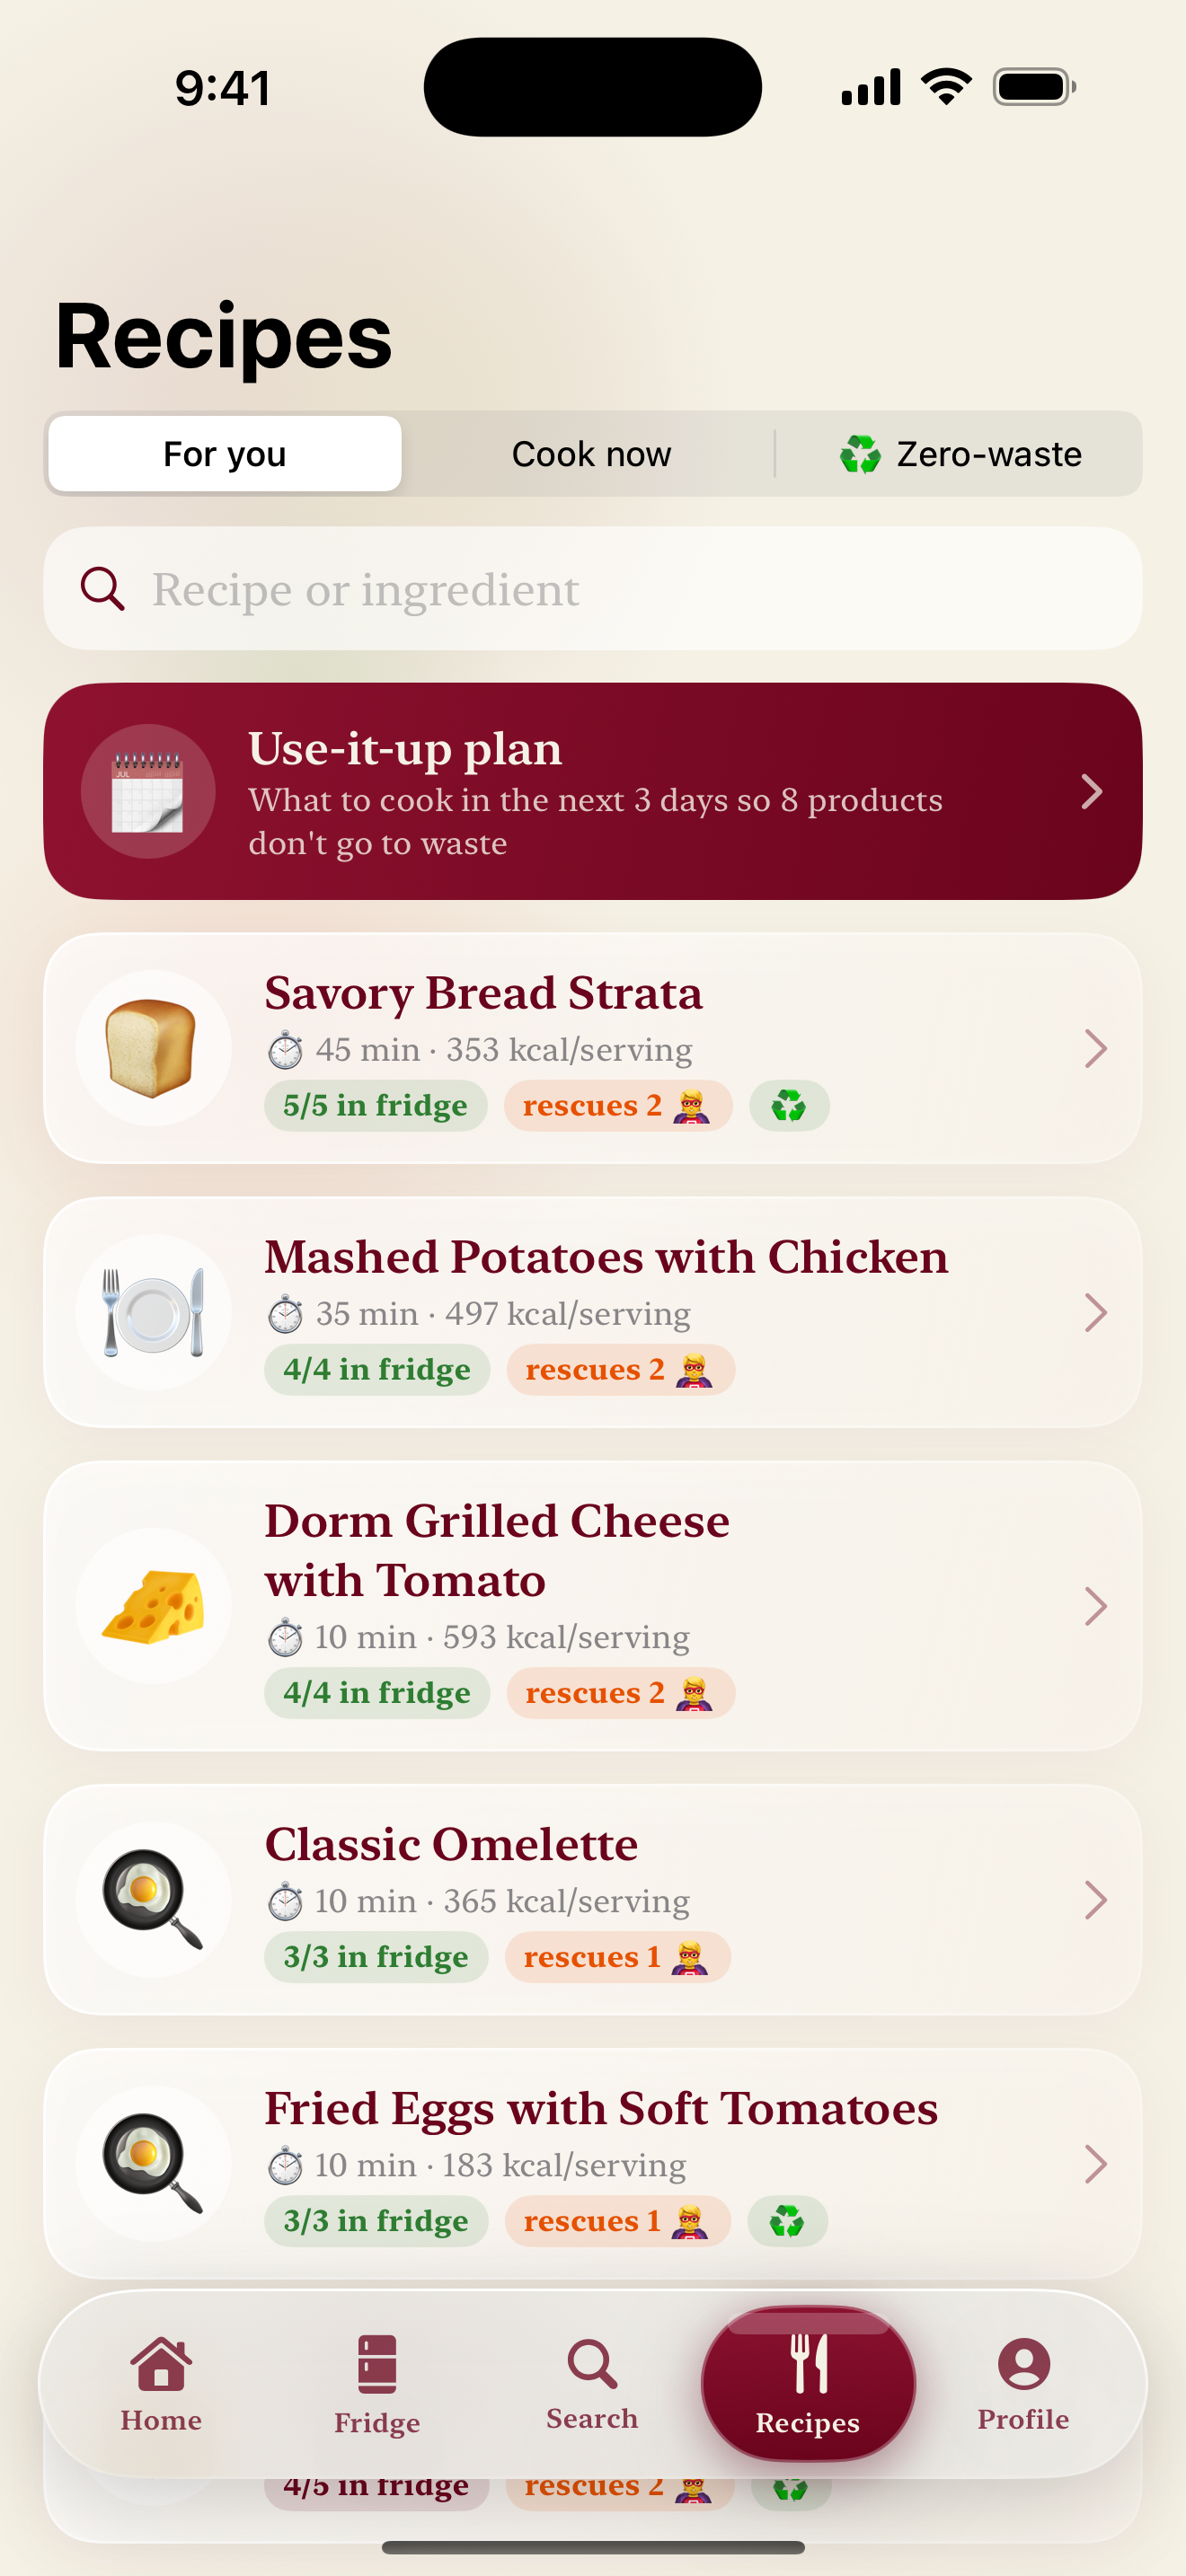 9:41
Recipes
For you
Cook now
Zero-waste
Recipe or ingredient
JUL
Use-it-up plan
What to cook in the next 3 days so 8 products
don't go to waste
Savory Bread Strata
45 min · 353 kcal/serving
5/5 in fridge
rescues 2
Mashed Potatoes with Chicken
35 min · 497 kcal/serving
4/4 in fridge
rescues 2
Dorm Grilled Cheese
with Tomato
10 min · 593 kcal/serving
4/4 in fridge
rescues 2
Classic Omelette
10 min · 365 kcal/serving
3/3 in fridge
rescues 1
Fried Eggs with Soft Tomatoes
10 min · 183 kcal/serving
3/3 in fridge
rescues 1
Home
Fridge
Search
Recipes
Profile
4/5 in fridge
rescues 2